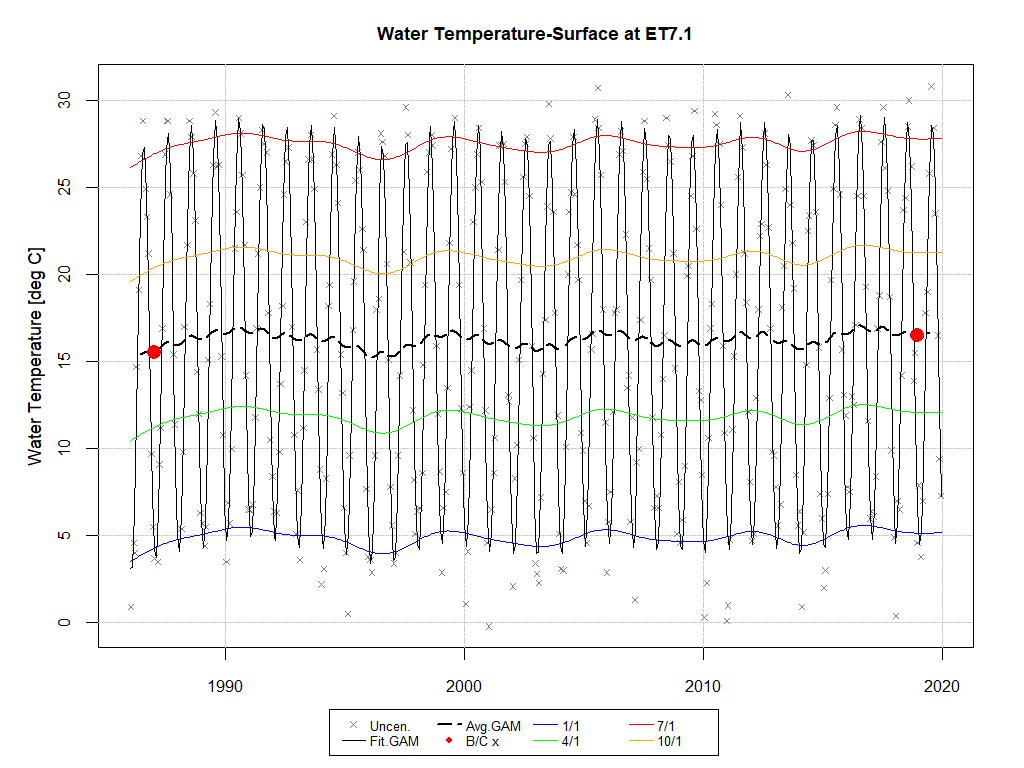 Water Temperature-Surface at ET7.1
Water Temperature [deg C]
30
25
20
15
10
5
0
1990 2000 2010 2020
Uncen. Avg.GAM 1/1 7/1
Fit.GAM B/C x 4/1 10/1